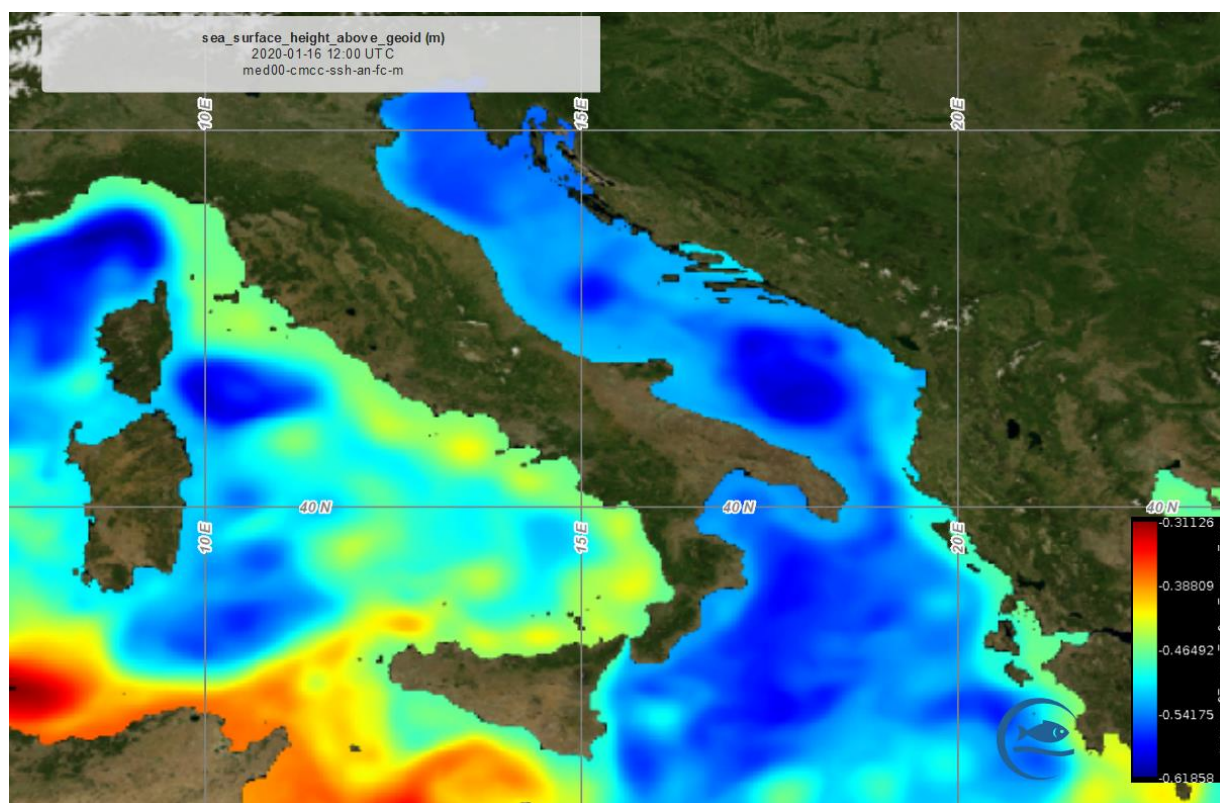 sea_surface_height_above_geoid (m)
2020-01-16 12:00 UTC
med00-cmcc-ssh-an-fc-m
10 E
15 E
20 E
40 N
40 N
40 N
10 E
15 E
20 E
-0.31126
-0.38809
-0.46492
-0.54175
-0.61858